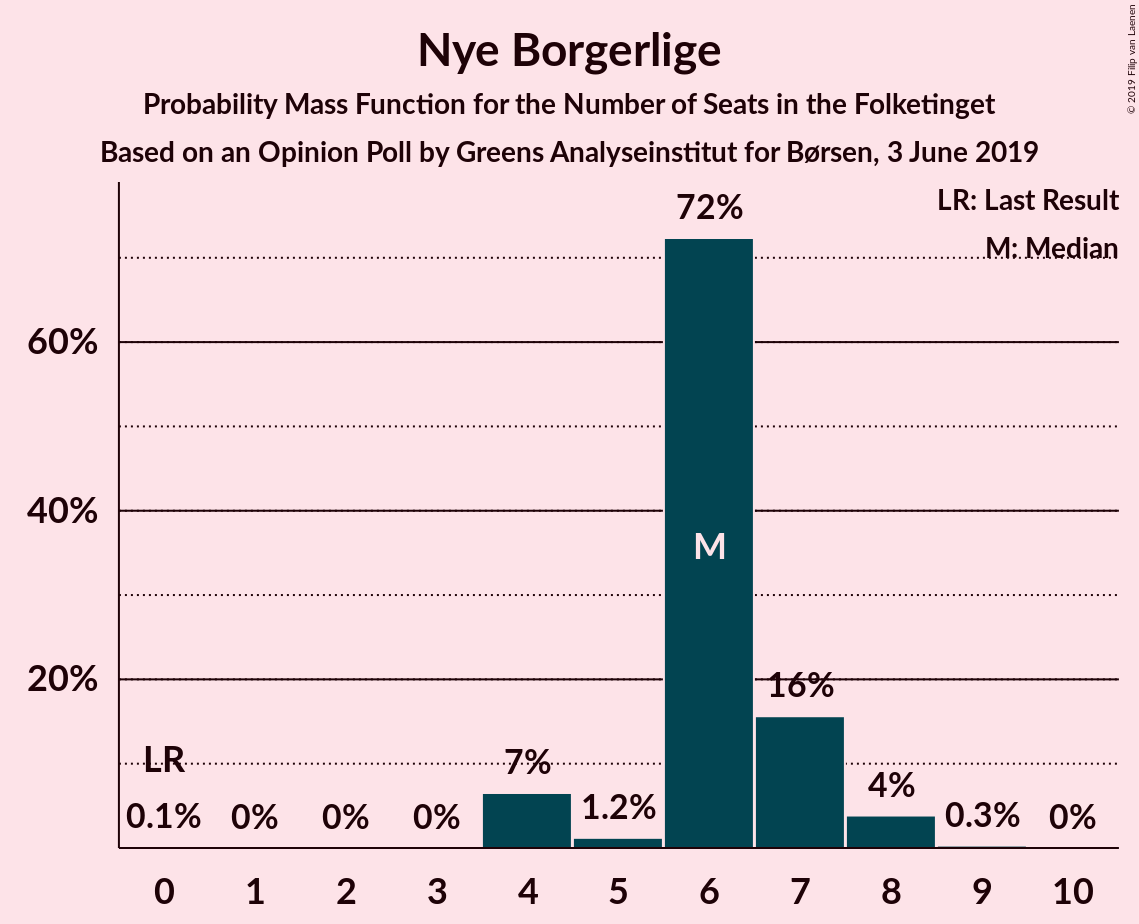 Nye Borgerlige
Probability Mass Function for the Number of Seats in the Folketinget
Based on an Opinion Poll by Greens Analyseinstitut for Børsen, 3 June 2019
© 2019 Filip van Laenen
LR: Last Result
M: Median
72%
60%
40%
M
20%
16%
LR
7%
4%
1.2%
0.1% 0% 0% 0% 0.3% 0%
0 1 2 3 4 5 6 7 8 9 10